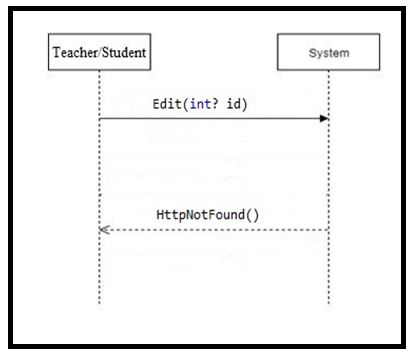 Teacher/Student
System
Edit(int? id)
HttpNotFound()